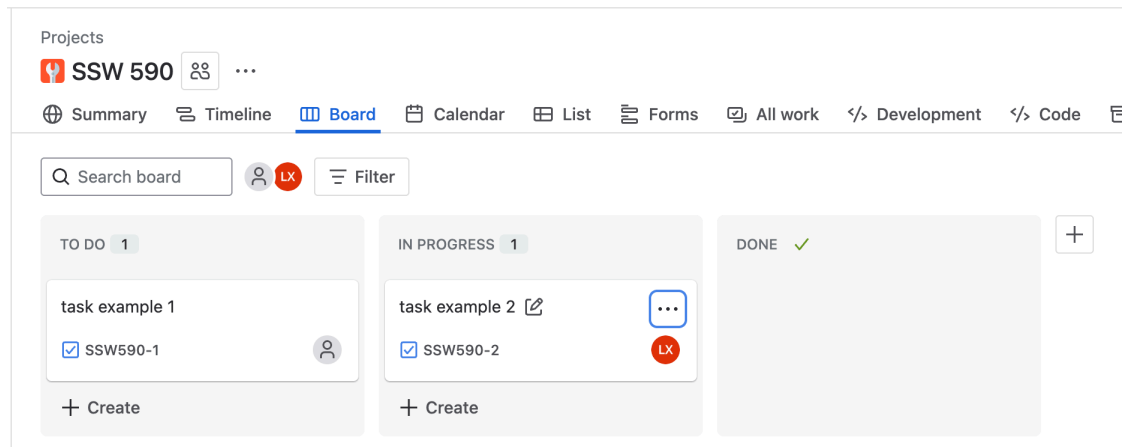 Projects
SSW 590
Summary Timeline Board Calendar List Forms All work Development Code
Search board LX Filter
TO DO 1
task example 1
SSW590-1
Create
IN PROGRESS 1
task example 2
SSW590-2 LX
Create
DONE